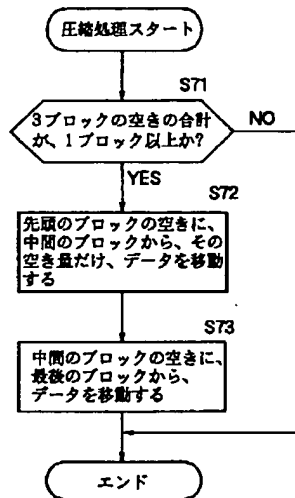 圧縮処理スタート
S71
3ブロックの空きの合計
が、1ブロック以上か?
NO
YES
S72
先頭のブロックの空きに、
中間のブロックから、その
空き量だけ、データを移動
する
S73
中間のブロックの空きに、
最後のブロックから、
データを移動する
エンド